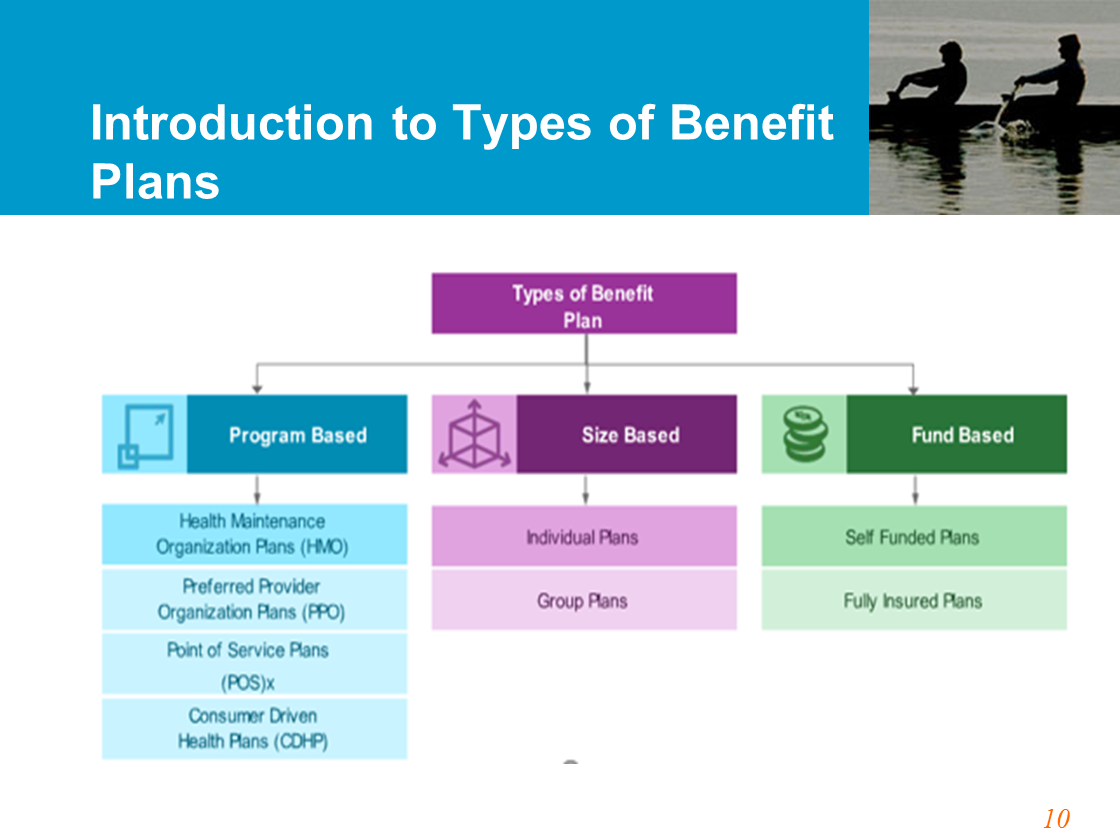 Introduction to Types of Benefit
Plans
Types of Benefit
Plan
Program Based
Size Based
Fund Based
Health Maintenance
Organization Plans (HMO)
Preferred Provider
Organization Plans (PPO)
Point of Service Plans
(POS)x
Consumer Driven
Health Plans (CDHP)
Individual Plans
Group Plans
Self Funded Plans
Fully Insured Plans
10